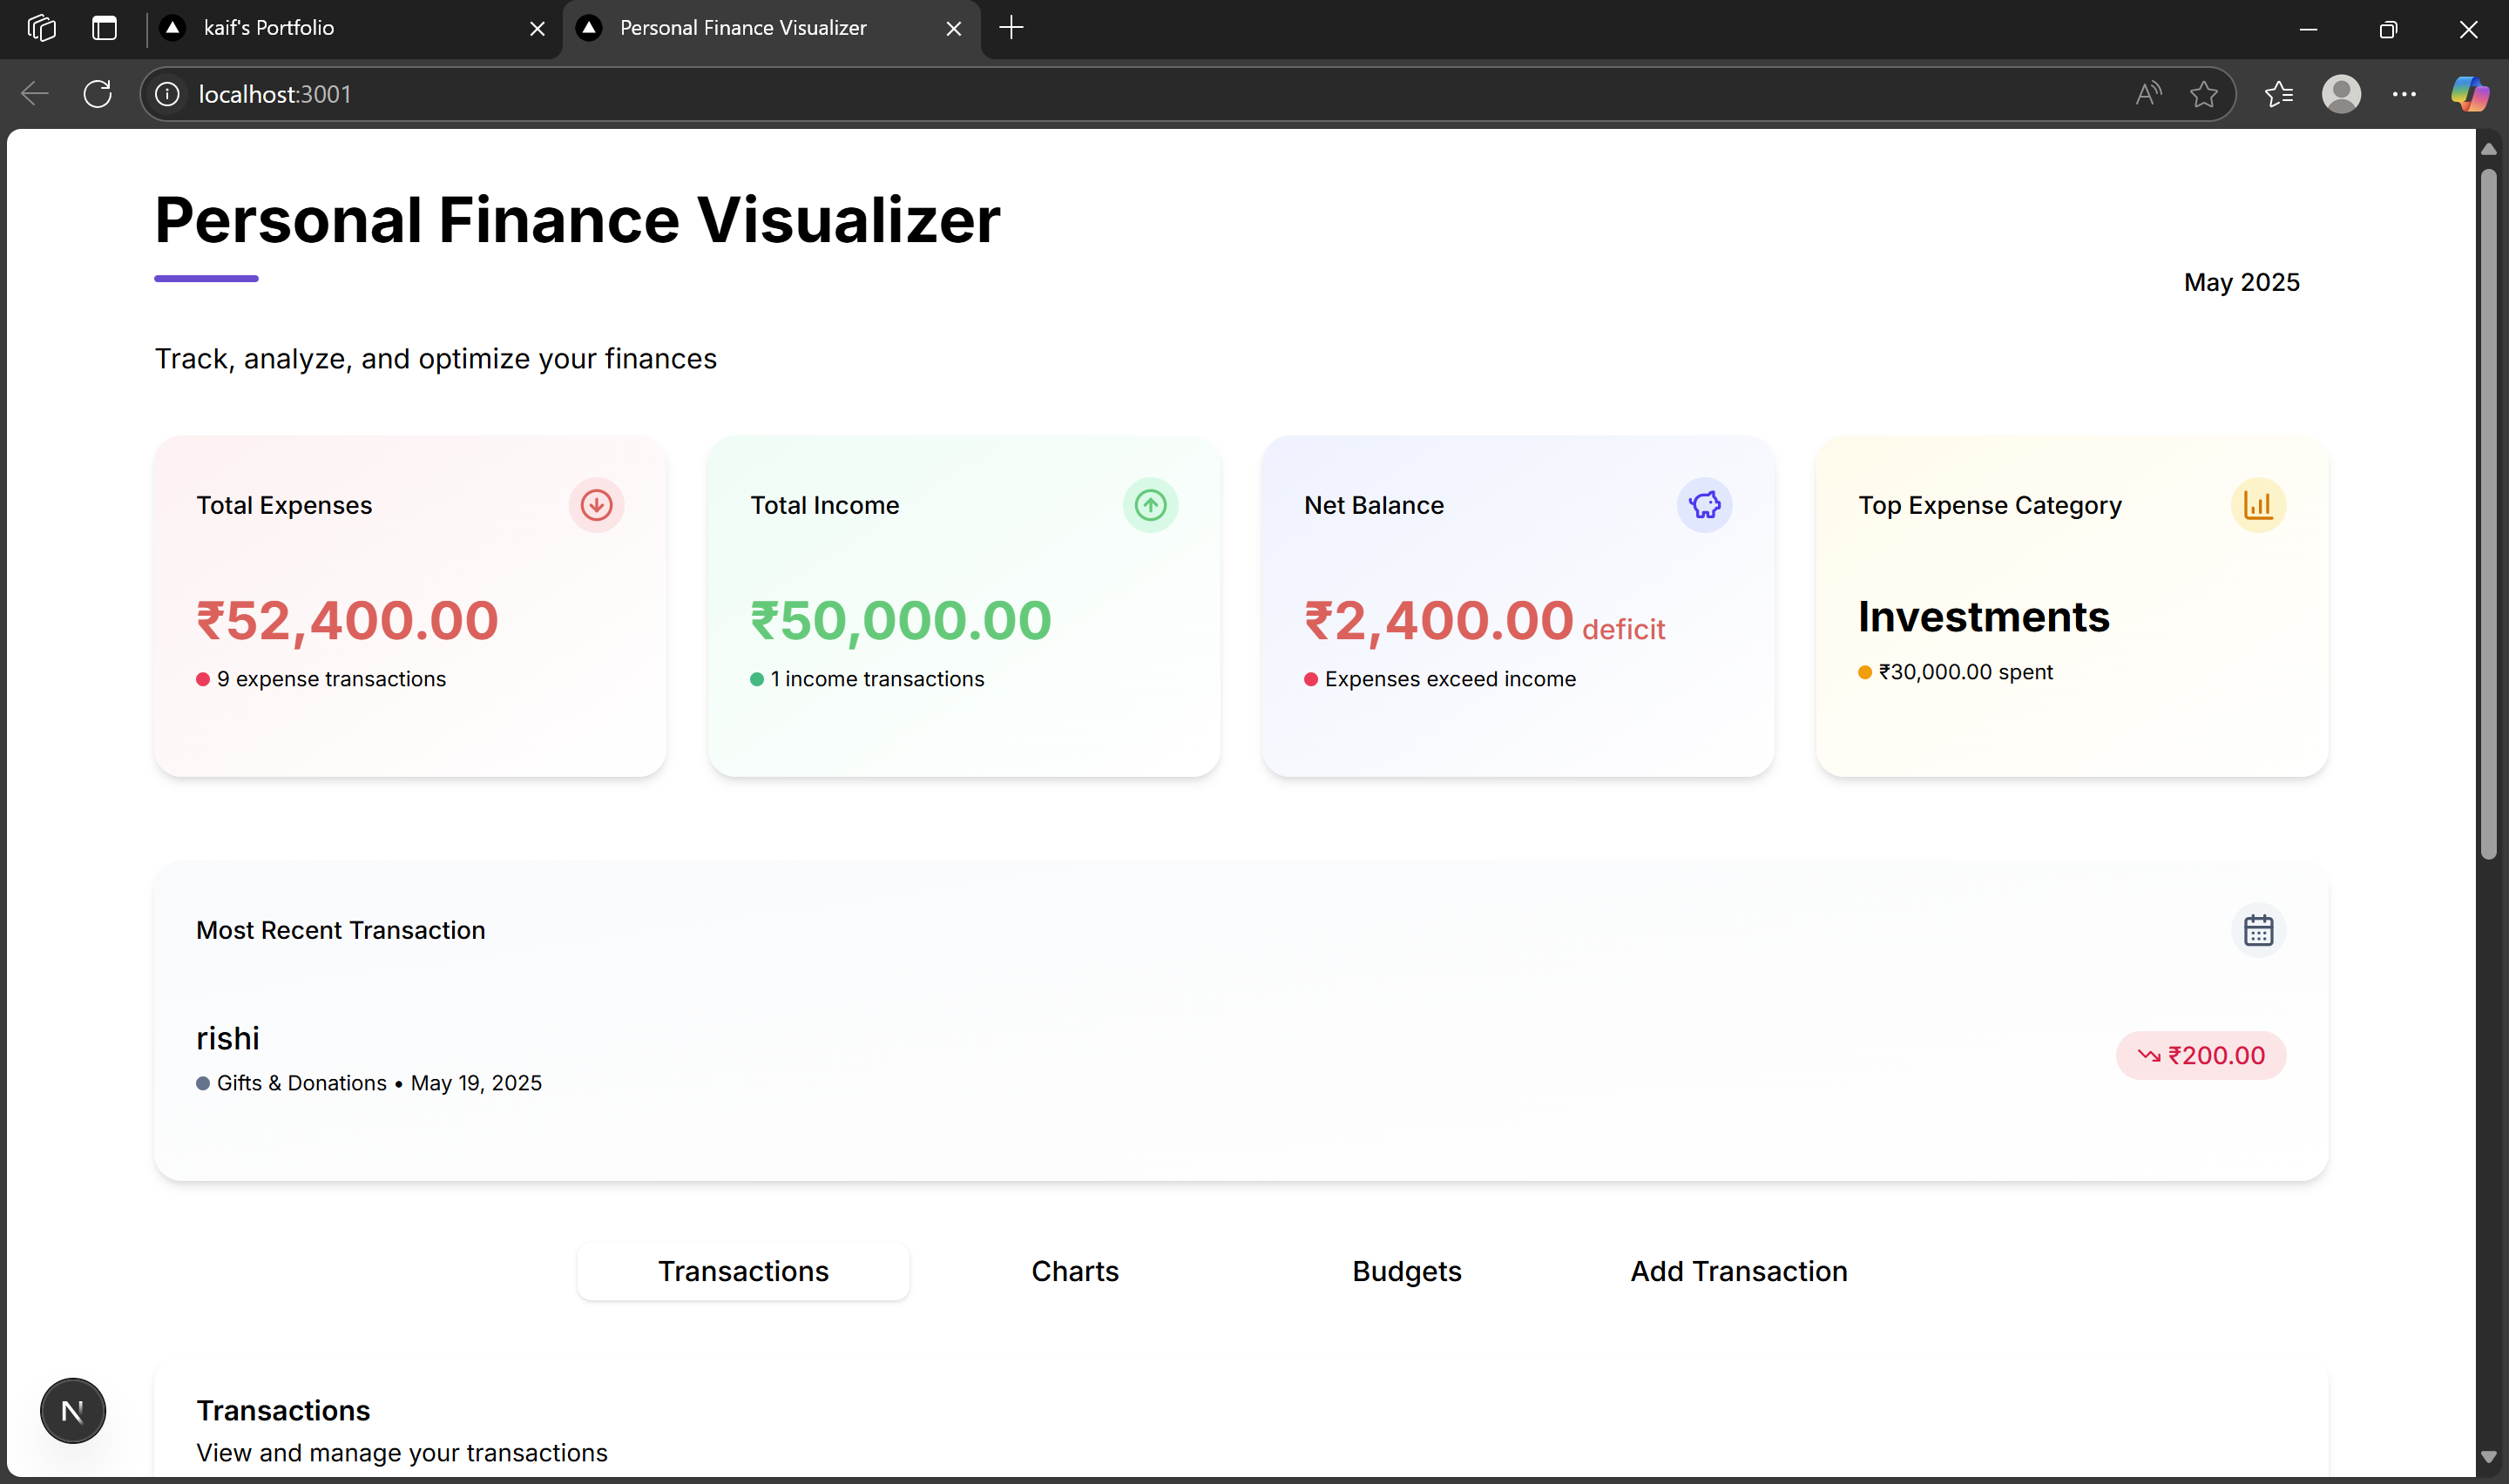 kaif's Portfolio
Personal Finance Visualizer
localhost:3001
Personal Finance Visualizer
May 2025
Track, analyze, and optimize your finances
Total Expenses
₹52,400.00
9 expense transactions
Total Income
₹50,000.00
1 income transactions
Net Balance
₹2,400.00 deficit
Expenses exceed income
Top Expense Category
Investments
₹30,000.00 spent
Most Recent Transaction
rishi
Gifts & Donations • May 19, 2025
₹200.00
Transactions
Charts
Budgets
Add Transaction
Transactions
View and manage your transactions
N